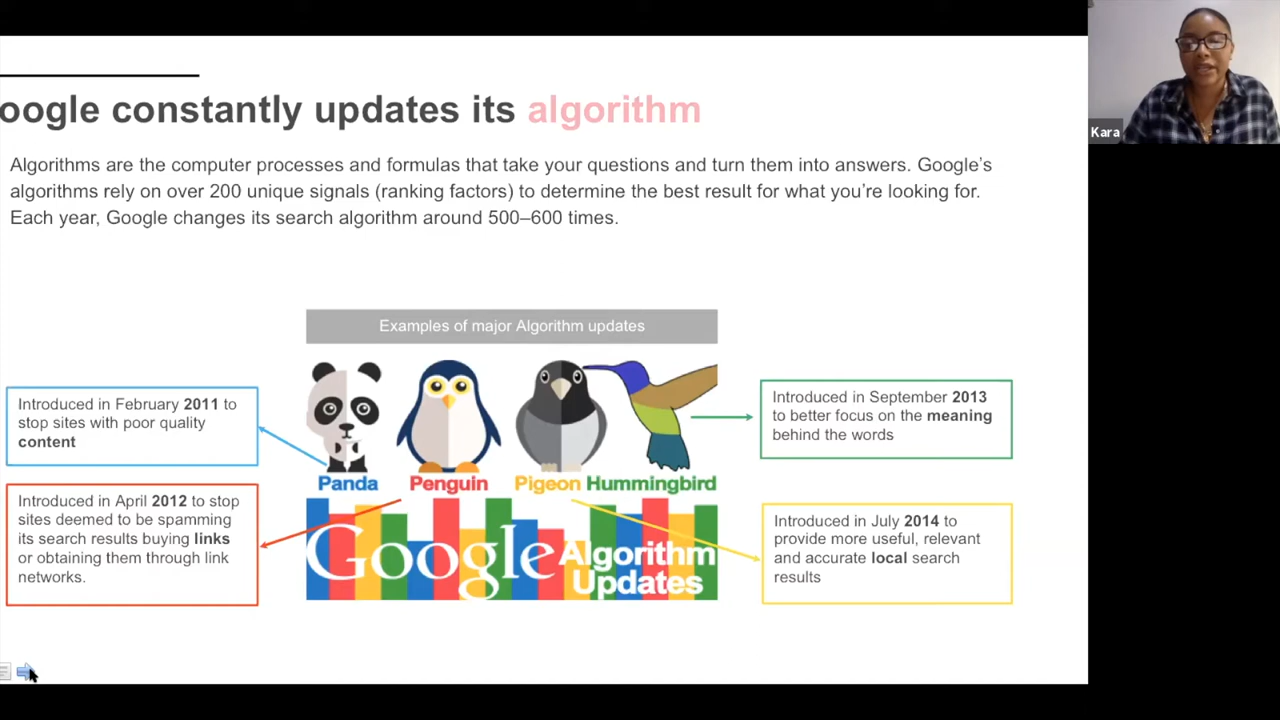 oogle constantly updates its algorithm
Algorithms are the computer processes and formulas that take your questions and turn them into answers. Google's
algorithms rely on over 200 unique signals (ranking factors) to determine the best result for what you're looking for.
Each year, Google changes its search algorithm around 500–600 times.
Examples of major Algorithm updates
Introduced in February 2011 to
stop sites with poor quality
content
Introduced in April 2012 to stop
sites deemed to be spamming
its search results buying links
or obtaining them through link
networks.
Panda Penguin Pigeon Hummingbird
Google Algorithm
Updates
Introduced in September 2013
to better focus on the meaning
behind the words
Introduced in July 2014 to
provide more useful, relevant
and accurate local search
results
Kara